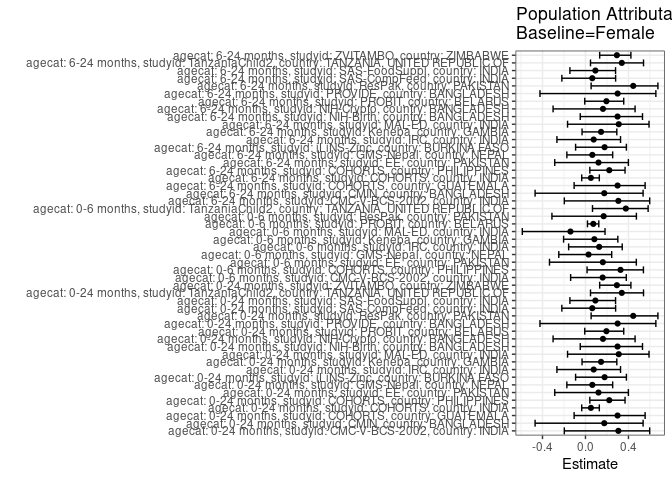 Population Attributa
Baseline=Female
agecat: 6-24 months, studyid: ZVITAMBO, country: ZIMBABWE
agecat: 6-24 months, studyid: TanzaniaChild2, country: TANZANIA, UNITED REPUBLIC OF
agecat: 6-24 months, studyid: SAS-FoodSuppl, country: INDIA
agecat: 6-24 months, studyid: SAS-CompFeed, country: INDIA
agecat: 6-24 months, studyid: ResPak, country: PAKISTAN
agecat: 6-24 months, studyid: PROVIDE, country: BANGLADESH
agecat: 6-24 months, studyid: PROBIT, country: BELARUS
agecat: 6-24 months, studyid: NIH-Crypto, country: BANGLADESH
agecat: 6-24 months, studyid: NIH-Birth, country: BANGLADESH
agecat: 6-24 months, studyid: MAL-ED, country: INDIA
agecat: 6-24 months, studyid: Keneba, country: GAMBIA
agecat: 6-24 months, studyid: IRC, country: INDIA
agecat: 6-24 months, studyid: iLiNS-Zinc, country: BURKINA FASO
agecat: 6-24 months, studyid: GMS-Nepal, country: NEPAL
agecat: 6-24 months, studyid: EE, country: PAKISTAN
agecat: 6-24 months, studyid: COHORTS, country: PHILIPPINES
agecat: 6-24 months, studyid: COHORTS, country: INDIA
agecat: 6-24 months, studyid: COHORTS, country: GUATEMALA
agecat: 6-24 months, studyid: CMIN, country: BANGLADESH
agecat: 6-24 months, studyid: CMC-V-BCS-2002, country: INDIA
agecat: 0-6 months, studyid: TanzaniaChild2, country: TANZANIA, UNITED REPUBLIC OF
agecat: 0-6 months, studyid: ResPak, country: PAKISTAN
agecat: 0-6 months, studyid: PROBIT, country: BELARUS
agecat: 0-6 months, studyid: MAL-ED, country: INDIA
agecat: 0-6 months, studyid: Keneba, country: GAMBIA
agecat: 0-6 months, studyid: IRC, country: INDIA
agecat: 0-6 months, studyid: GMS-Nepal, country: NEPAL
agecat: 0-6 months, studyid: EE, country: PAKISTAN
agecat: 0-6 months, studyid: COHORTS, country: PHILIPPINES
agecat: 0-6 months, studyid: CMC-V-BCS-2002, country: INDIA
agecat: 0-24 months, studyid: ZVITAMBO, country: ZIMBABWE
agecat: 0-24 months, studyid: TanzaniaChild2, country: TANZANIA, UNITED REPUBLIC OF
agecat: 0-24 months, studyid: SAS-FoodSuppl, country: INDIA
agecat: 0-24 months, studyid: SAS-CompFeed, country: INDIA
agecat: 0-24 months, studyid: ResPak, country: PAKISTAN
agecat: 0-24 months, studyid: PROVIDE, country: BANGLADESH
agecat: 0-24 months, studyid: PROBIT, country: BELARUS
agecat: 0-24 months, studyid: NIH-Crypto, country: BANGLADESH
agecat: 0-24 months, studyid: NIH-Birth, country: BANGLADESH
agecat: 0-24 months, studyid: MAL-ED, country: INDIA
agecat: 0-24 months, studyid: Keneba, country: GAMBIA
agecat: 0-24 months, studyid: IRC, country: INDIA
agecat: 0-24 months, studyid: iLiNS-Zinc, country: BURKINA FASO
agecat: 0-24 months, studyid: GMS-Nepal, country: NEPAL
agecat: 0-24 months, studyid: EE, country: PAKISTAN
agecat: 0-24 months, studyid: COHORTS, country: PHILIPPINES
agecat: 0-24 months, studyid: COHORTS, country: INDIA
agecat: 0-24 months, studyid: COHORTS, country: GUATEMALA
agecat: 0-24 months, studyid: CMIN, country: BANGLADESH
agecat: 0-24 months, studyid: CMC-V-BCS-2002, country: INDIA
-0.4 0.0 0.4
Estimate